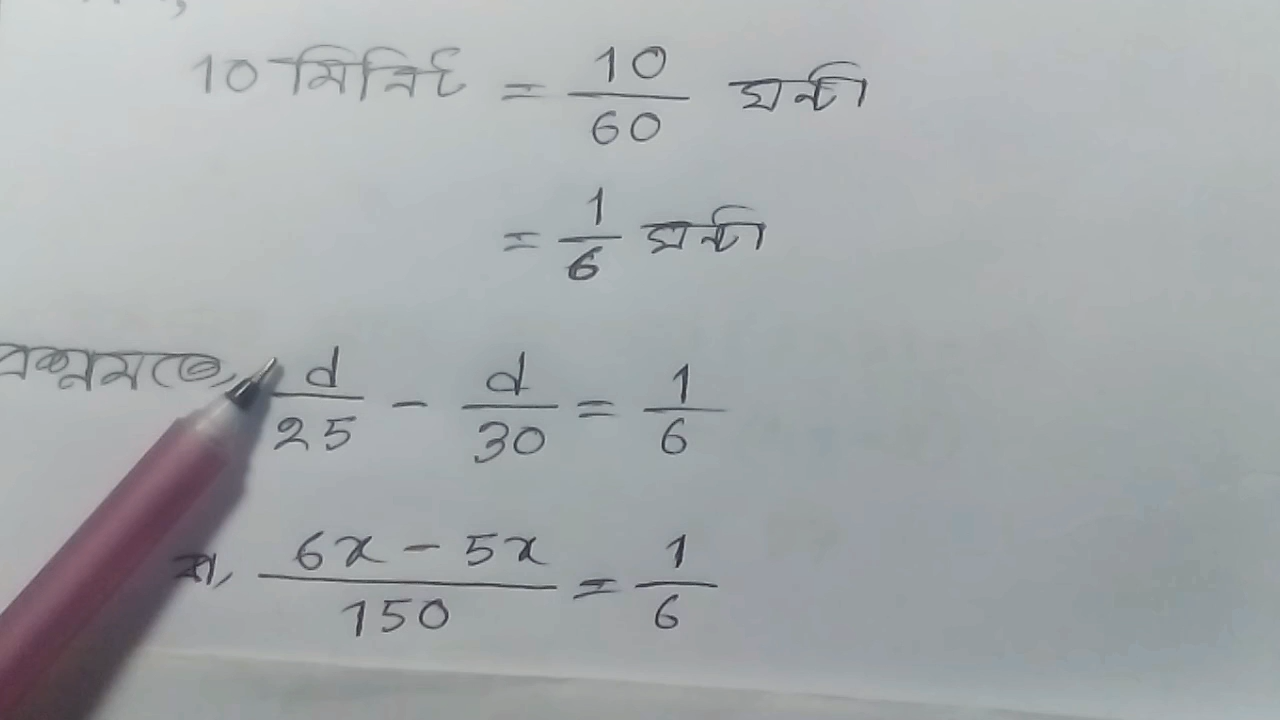 10 মিনিট = 10/60 ঘন্টা
= 1/6 ঘন্টা
প্রশ্নমতে, d/25 - d/30 = 1/6
বা, 6x - 5x/150 = 1/6